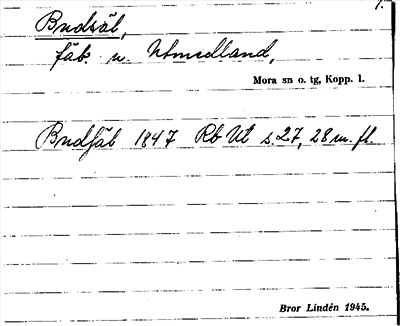 1.
Budsäl,
fäb. n. Utmedland,
Mora sn o. tg, Kopp. l.
Budsäl 1847 Rb Ut s. 27, 28 m. fl.
Bror Lindén 1945.